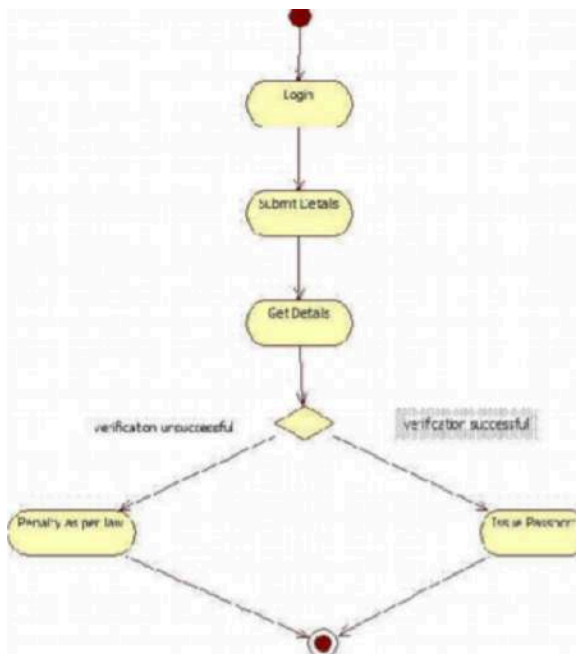 Login
Submit Details
Get Details
verification unsuccessful
verification successful
Penalty as per law
Issue Passport